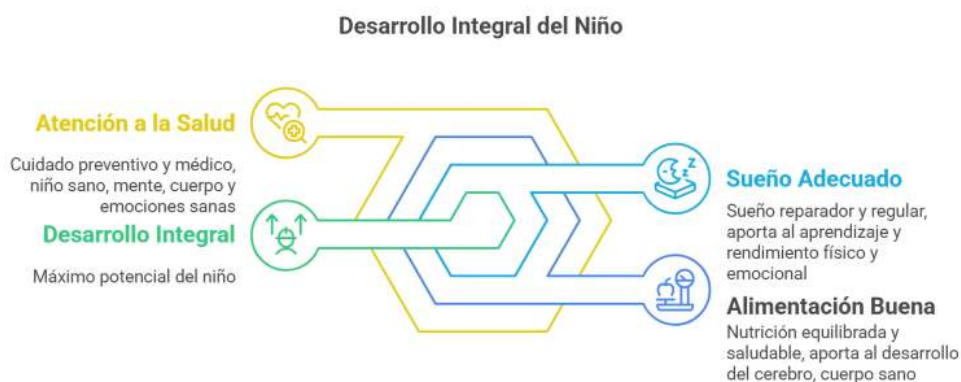 Desarrollo Integral del Niño
Atención a la Salud
Cuidado preventivo y médico,
niño sano, mente, cuerpo y
emociones sanas
Desarrollo Integral
Máximo potencial del niño
Sueño Adecuado
Sueño reparador y regular,
aporta al aprendizaje y
rendimiento físico y
emocional
Alimentación Buena
Nutrición equilibrada y
saludable, aporta al desarrollo
del cerebro, cuerpo sano